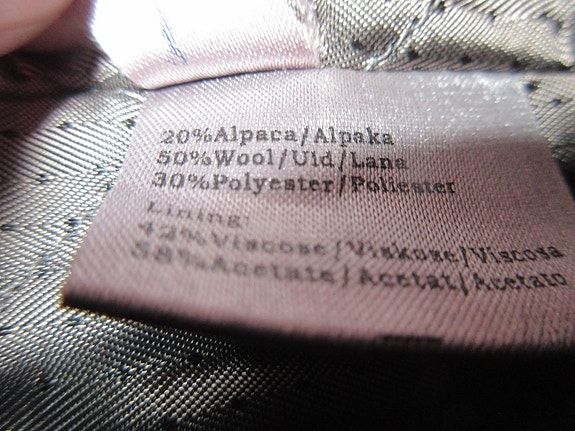 20%Alpaca/Alpaka
50%Wool/Uld/Lana
30%Polyester/Poliester
Lining:
42%Viscose/Viskose/Viscosa
58%Acetate/Acetat/Acetato